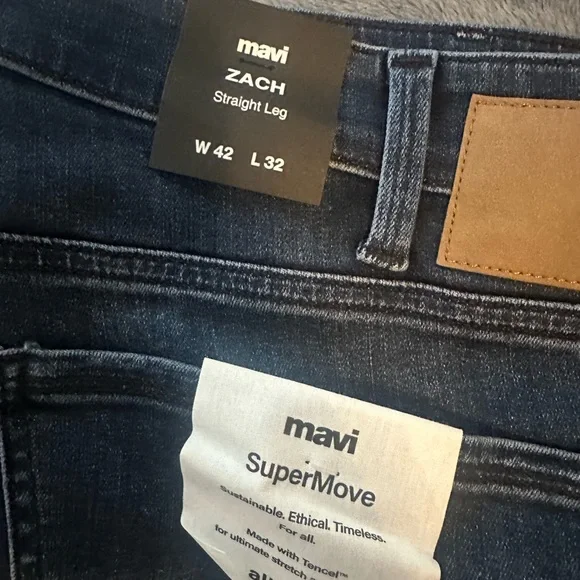 mavi
ZACH
Straight Leg
W 42 L 32
mavi
SuperMove
Sustainable. Ethical. Timeless.
For all.
Made with Tencel™
for ultimate stretch